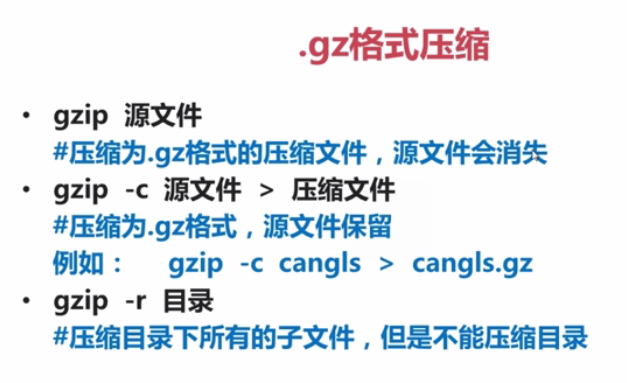 .gz格式压缩
• gzip 源文件
#压缩为.gz格式的压缩文件，源文件会消失
• gzip -c 源文件 > 压缩文件
#压缩为.gz格式，源文件保留
例如： gzip -c cangls > cangls.gz
• gzip -r 目录
#压缩目录下所有的子文件，但是不能压缩目录